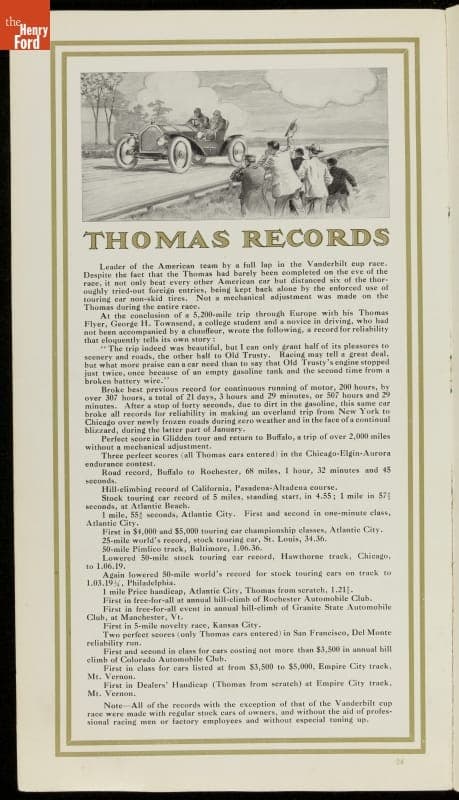 the
Henry
Ford
THOMAS RECORDS
Leader of the American team by a full lap in the Vanderbilt cup race.
Despite the fact that the Thomas had barely been completed on the eve of the
race, it not only beat every other American car but distanced six of the thor-
oughly tried-out foreign entries, being kept back alone by the enforced use of
touring car non-skid tires. Not a mechanical adjustment was made on the
Thomas during the entire race.
At the conclusion of a 5,200-mile trip through Europe with his Thomas
Flyer, George H. Townsend, a college student and a novice in driving, who had
not been accompanied by a chauffeur, wrote the following, a record for reliability
that eloquently tells its own story:
"The trip indeed was beautiful, but I can only grant half of its pleasures to
scenery and roads, the other half to Old Trusty. Racing may tell a great deal,
but what more praise can a car need than to say that Old Trusty's engine stopped
just twice, once because of an empty gasoline tank and the second time from a
broken battery wire."
Broke best previous record for continuous running of motor, 200 hours, by
over 307 hours, a total of 21 days, 3 hours and 29 minutes, or 507 hours and 29
minutes. After a stop of forty seconds, due to dirt in the gasoline, this same car
broke all records for reliability in making an overland trip from New York to
Chicago over newly frozen roads during zero weather and in the face of a continual
blizzard, during the latter part of January.
Perfect score in Glidden tour and return to Buffalo, a trip of over 2,000 miles
without a mechanical adjustment.
Three perfect scores (all Thomas cars entered) in the Chicago-Elgin-Aurora
endurance contest.
Road record, Buffalo to Rochester, 68 miles, 1 hour, 32 minutes and 45
seconds.
Hill-climbing record of California, Pasadena-Altadena course.
Stock touring car record of 5 miles, standing start, in 4.55; 1 mile in 57
seconds, at Atlantic Beach.
1 mile, 55 seconds, Atlantic City. First and second in one-minute class,
Atlantic City.
First in $4,000 and $5,000 touring car championship classes, Atlantic City.
25-mile world's record, stock touring car, St. Louis, 34.36.
50-mile Pimlico track, Baltimore, 1.06.36.
Lowered 50-mile stock touring car record, Hawthorne track, Chicago,
to 1.06.19.
Again lowered 50-mile world's record for stock touring cars on track to
1.03.19, Philadelphia.
1 mile Price handicap, Atlantic City, Thomas from scratch, 1.21
First in free-for-all at annual hill-climb of Rochester Automobile Club.
First in free-for-all event in annual hill-climb of Granite State Automobile
Club, at Manchester, Vt.
First in 5-mile novelty race, Kansas City.
Two perfect scores (only Thomas cars entered) in San Francisco, Del Monte
reliability run.
First and second in class for cars costing not more than $3,500 in annual hill
climb of Colorado Automobile Club.
First in class for cars listed at from $3,500 to $5,000, Empire City track,
Mt. Vernon.
First in Dealers' Handicap (Thomas from scratch) at Empire City track,
Mt. Vernon.
Note—All of the records with the exception of that of the Vanderbilt cup
race were made with regular stock cars of owners, and without the aid of profes-
sional racing men or factory employees and without special tuning up.